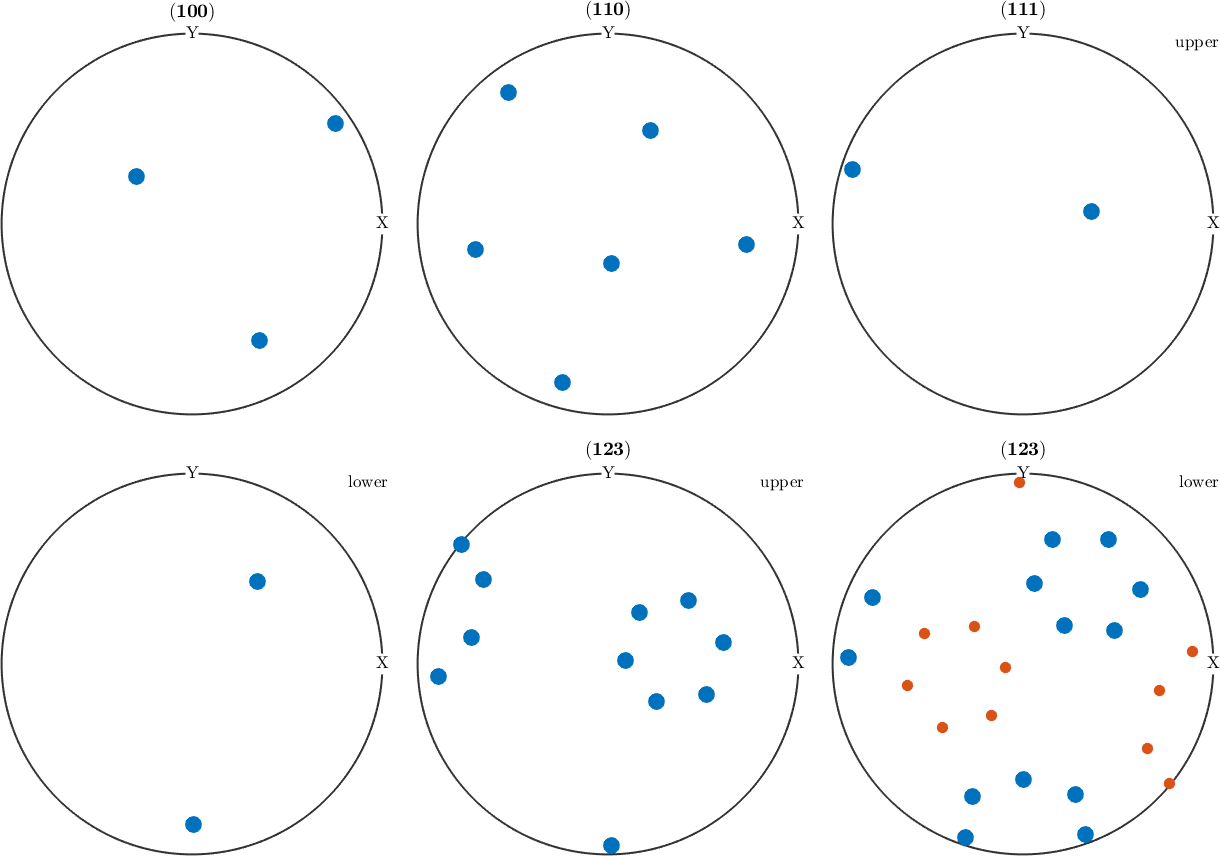 (100)
Y
X
(110)
Y
X
(111)
upper
Y
X
lower
Y
X
(123)
upper
Y
X
(123)
lower
Y
X